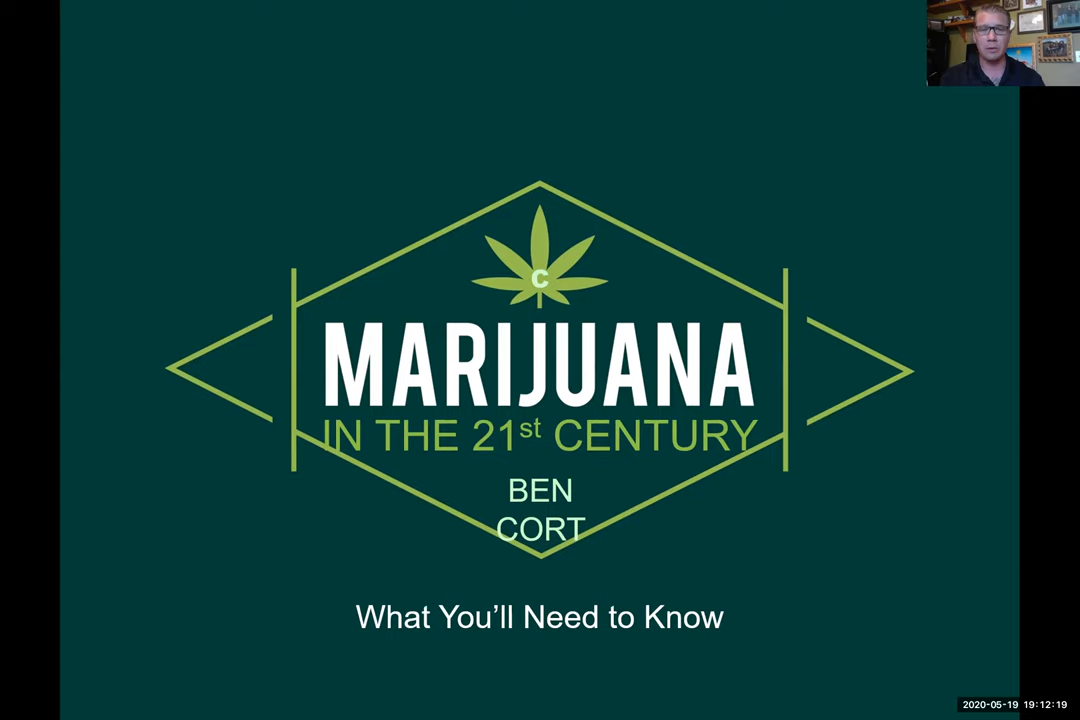 C
MARIJUANA
IN THE 21st CENTURY
BEN
CORT
What You’ll Need to Know
2020-05-19 19:12:19